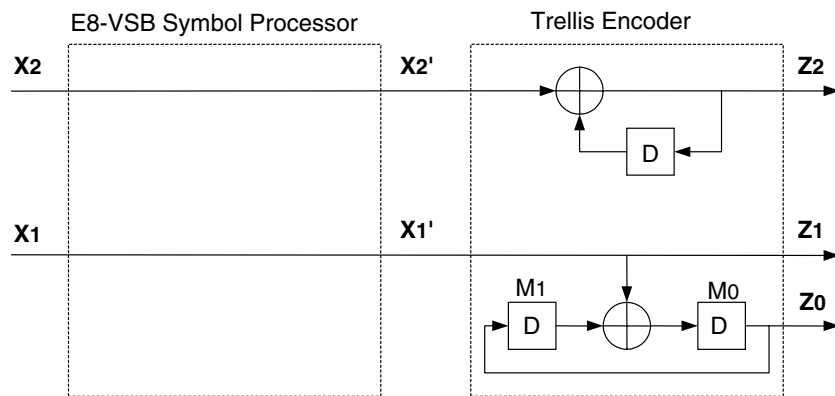 E8-VSB Symbol Processor
Trellis Encoder
X2
X2'
Z2
D
X1
X1'
Z1
M1
M0
Z0
D
D